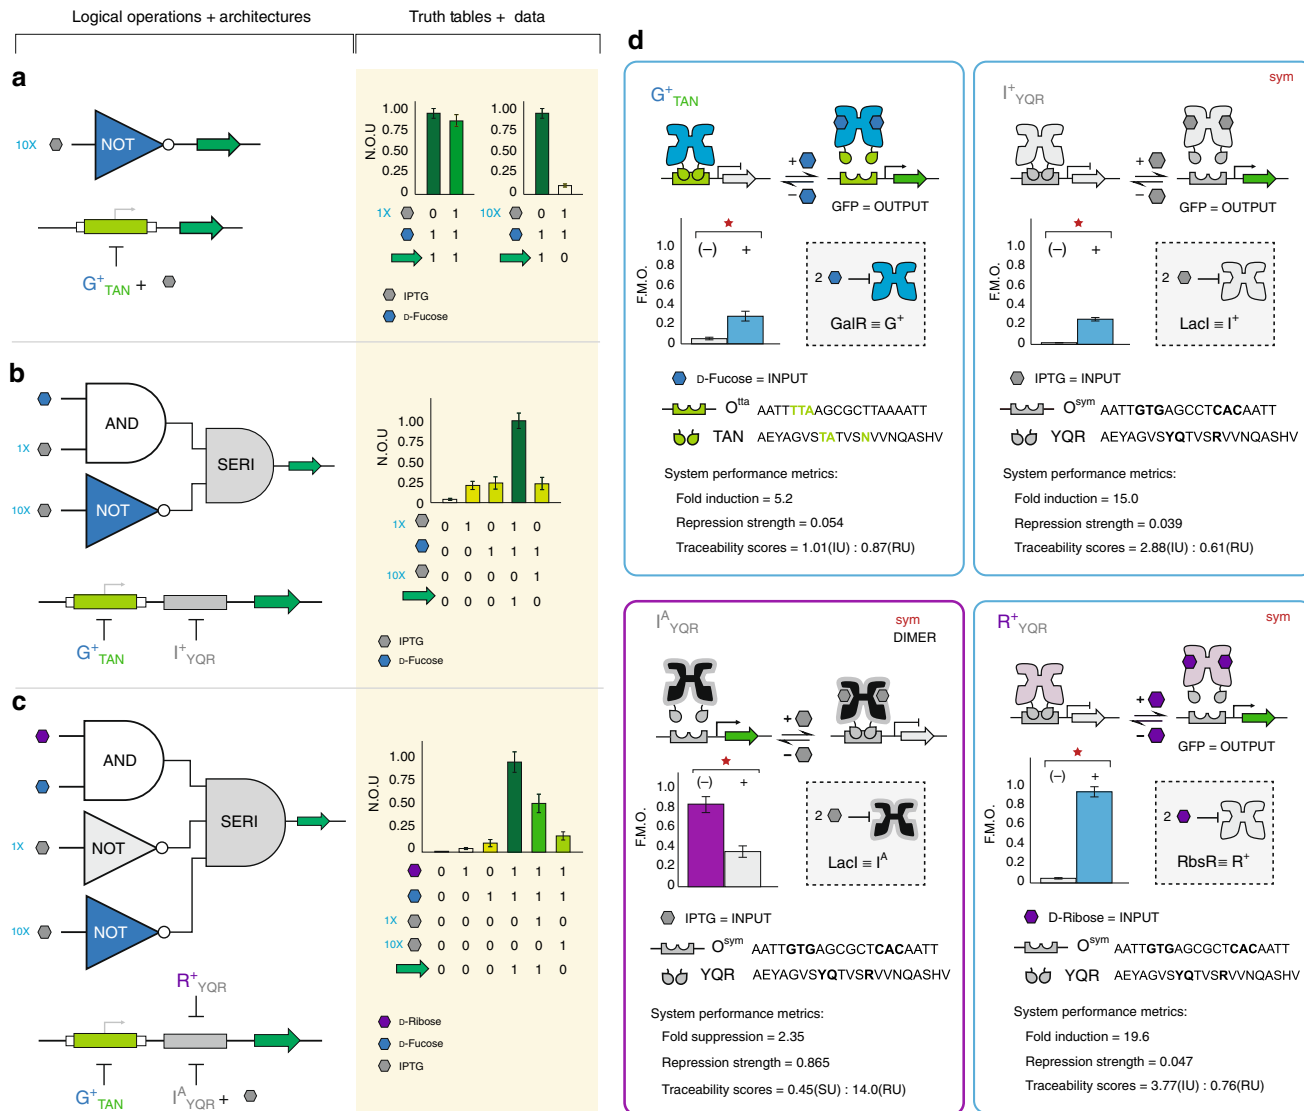 Logical operations + architectures
Truth tables + data
a
10X NOT
G+TAN +
N.O.U
1.00
0.75
0.50
0.25
0
1.00
0.75
0.50
0.25
0
1X 0 1
1 1
1 1
10X 0 1
1 1
1 0
IPTG
D-Fucose
b
AND
1X
SERI
NOT
10X
G+TAN
I+YQR
N.O.U
1.00
0.75
0.50
0.25
0
1X 0 1 0 1 0
0 0 1 1 1
10X 0 0 0 0 1
0 0 0 1 0
IPTG
D-Fucose
c
AND
SERI
1X NOT
10X NOT
R+YQR
G+TAN
IAYQR +
N.O.U
1.00
0.75
0.50
0.25
0
0 1 0 1 1 1
0 0 1 1 1 1
1X 0 0 0 0 1 0
10X 0 0 0 0 0 1
0 0 0 1 1 0
D-Ribose
D-Fucose
IPTG
d
G+TAN
+
−
GFP = OUTPUT
F.M.O.
1.0
0.8
0.6
0.4
0.2
0
(−) +
2
GalR ≡ G+
D-Fucose = INPUT
Otta AATTTTAAGCGCTTAAAATT
TAN AEYAGVSTATVSNVVNQASHV
System performance metrics:
Fold induction = 5.2
Repression strength = 0.054
Traceability scores = 1.01(IU) : 0.87(RU)
I+YQR
sym
+
−
GFP = OUTPUT
F.M.O.
1.0
0.8
0.6
0.4
0.2
0
(−) +
2
LacI ≡ I+
IPTG = INPUT
Osym AATTGTGAGCCTCACAATT
YQR AEYAGVSYQTVSRVVNQASHV
System performance metrics:
Fold induction = 15.0
Repression strength = 0.039
Traceability scores = 2.88(IU) : 0.61(RU)
IAYQR
sym
DIMER
+
−
F.M.O.
1.0
0.8
0.6
0.4
0.2
0
(−) +
2
LacI ≡ IA
IPTG = INPUT
Osym AATTGTGAGCGCTCACAATT
YQR AEYAGVSYQTVSRVVNQASHV
System performance metrics:
Fold suppression = 2.35
Repression strength = 0.865
Traceability scores = 0.45(SU) : 14.0(RU)
R+YQR
sym
+
−
GFP = OUTPUT
F.M.O.
1.0
0.8
0.6
0.4
0.2
0
(−) +
2
RbsR≡ R+
D-Ribose = INPUT
Osym AATTGTGAGCGCTCACAATT
YQR AEYAGVSYQTVSRVVNQASHV
System performance metrics:
Fold induction = 19.6
Repression strength = 0.047
Traceability scores = 3.77(IU) : 0.76(RU)